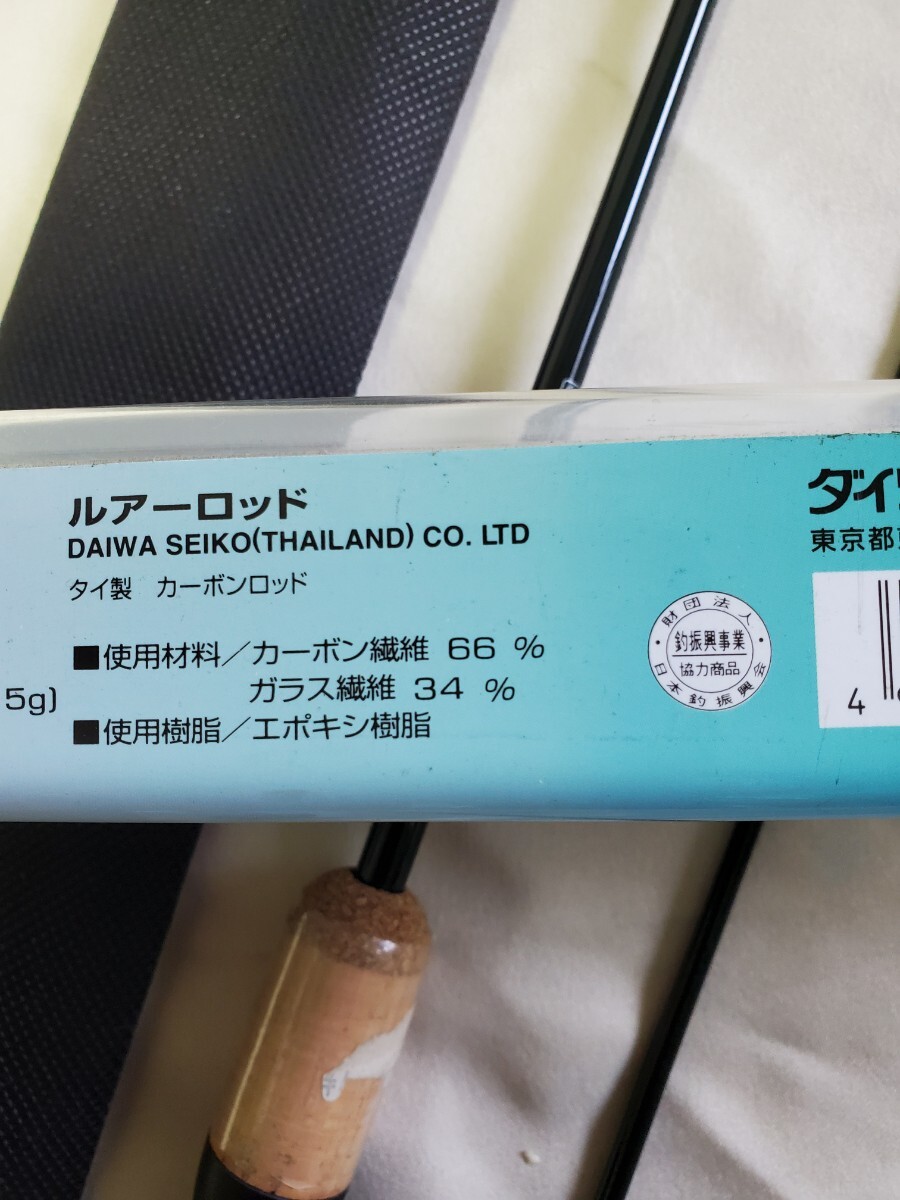 ルアーロッド
DAIWA SEIKO(THAILAND) CO. LTD
タイ製 カーボンロッド
■使用材料／カーボン繊維 66 %
ガラス繊維 34 %
5g)
■使用樹脂／エポキシ樹脂
財団法人
釣振興事業
協力商品
日本釣振興会
ダイ
東京都
4